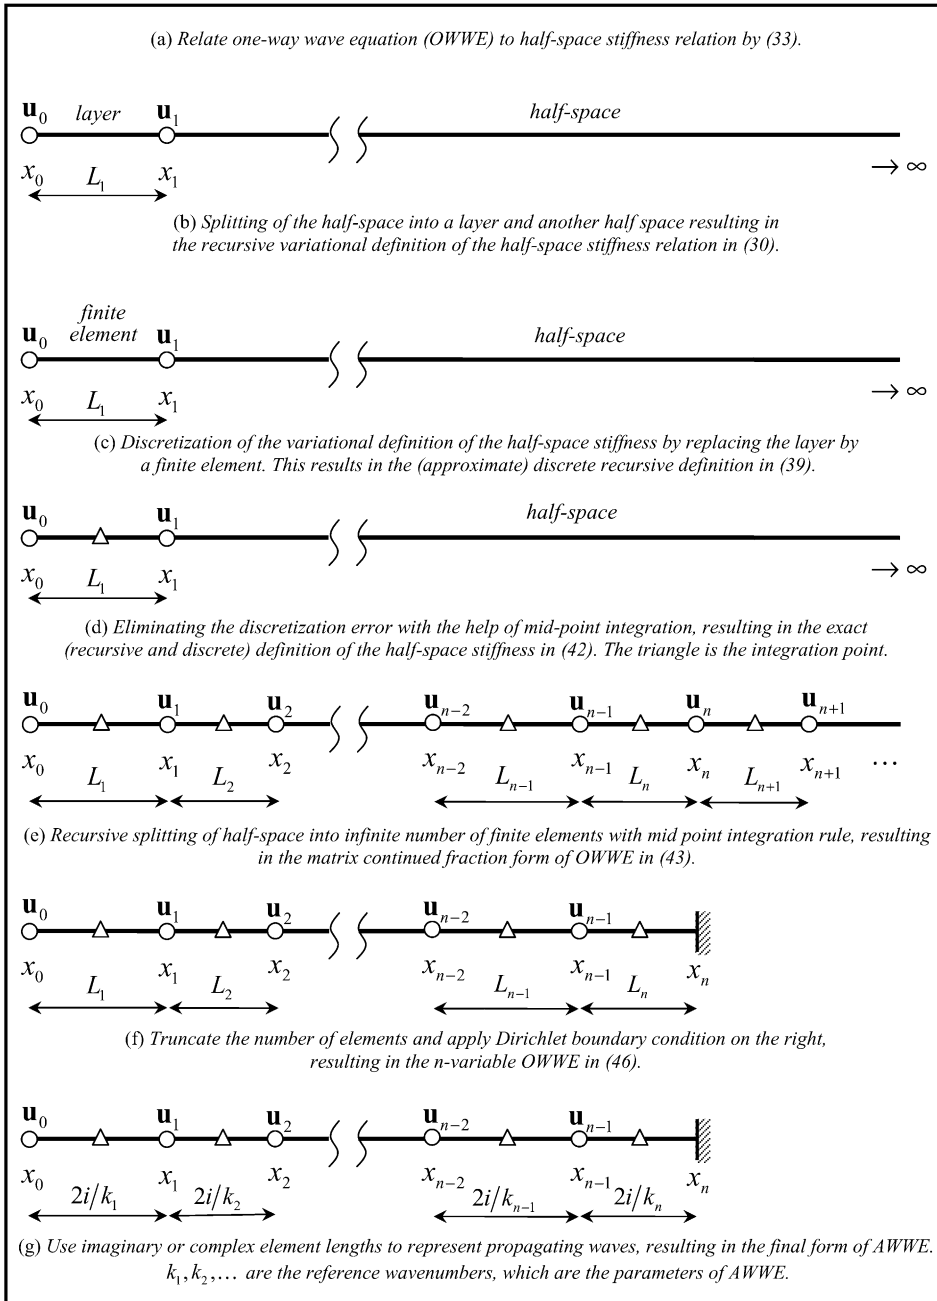 (a) Relate one-way wave equation (OWWE) to half-space stiffness relation by (33).
u₀ layer u₁ half-space
x₀ L₁ x₁ → ∞
(b) Splitting of the half-space into a layer and another half space resulting in
the recursive variational definition of the half-space stiffness relation in (30).
finite
u₀ element u₁ half-space
x₀ L₁ x₁ → ∞
(c) Discretization of the variational definition of the half-space stiffness by replacing the layer by
a finite element. This results in the (approximate) discrete recursive definition in (39).
u₀ u₁ half-space
x₀ L₁ x₁ → ∞
(d) Eliminating the discretization error with the help of mid-point integration, resulting in the exact
(recursive and discrete) definition of the half-space stiffness in (42). The triangle is the integration point.
u₀ u₁ u₂ uₙ₋₂ uₙ₋₁ uₙ uₙ₊₁
x₀ L₁ x₁ L₂ x₂ xₙ₋₂ Lₙ₋₁ xₙ₋₁ Lₙ xₙ Lₙ₊₁ xₙ₊₁ ...
(e) Recursive splitting of half-space into infinite number of finite elements with mid point integration rule, resulting
in the matrix continued fraction form of OWWE in (43).
u₀ u₁ u₂ uₙ₋₂ uₙ₋₁
x₀ L₁ x₁ L₂ x₂ xₙ₋₂ Lₙ₋₁ xₙ₋₁ Lₙ xₙ
(f) Truncate the number of elements and apply Dirichlet boundary condition on the right,
resulting in the n-variable OWWE in (46).
u₀ u₁ u₂ uₙ₋₂ uₙ₋₁
x₀ 2i/k₁ x₁ 2i/k₂ x₂ xₙ₋₂ 2i/kₙ₋₁ xₙ₋₁ 2i/kₙ xₙ
(g) Use imaginary or complex element lengths to represent propagating waves, resulting in the final form of AWWE.
k₁, k₂, ... are the reference wavenumbers, which are the parameters of AWWE.